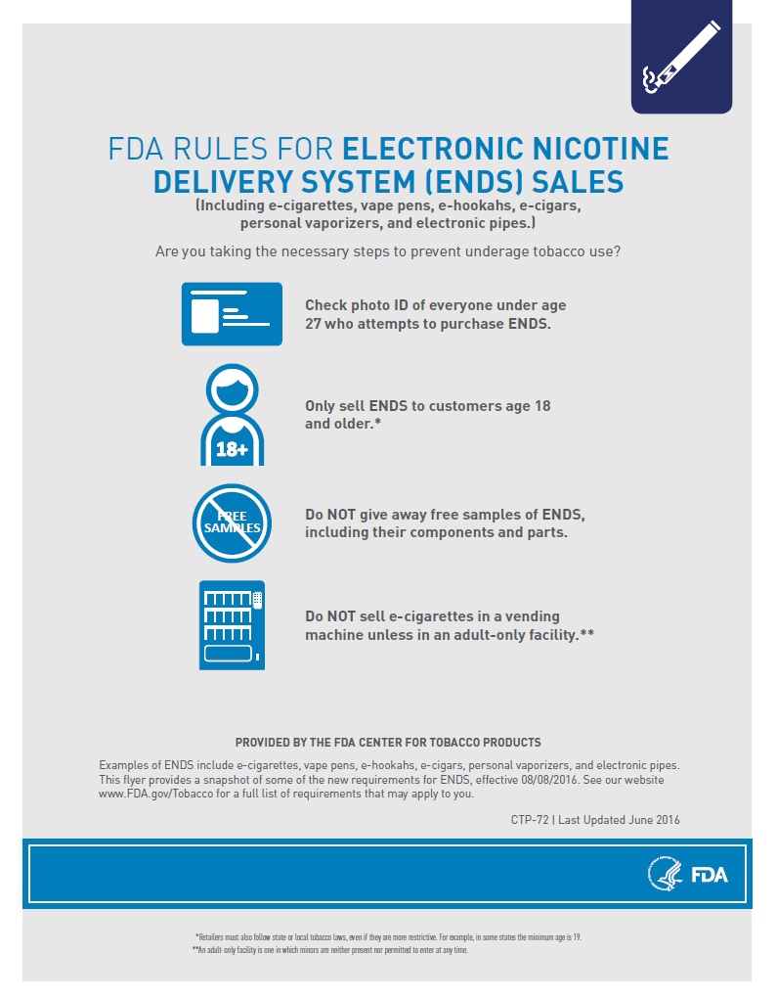 FDA RULES FOR ELECTRONIC NICOTINE
DELIVERY SYSTEM (ENDS) SALES
(Including e-cigarettes, vape pens, e-hookahs, e-cigars,
personal vaporizers, and electronic pipes.)
Are you taking the necessary steps to prevent underage tobacco use?
Check photo ID of everyone under age
27 who attempts to purchase ENDS.
18+
Only sell ENDS to customers age 18
and older.*
FREE
SAMPLES
Do NOT give away free samples of ENDS,
including their components and parts.
Do NOT sell e-cigarettes in a vending
machine unless in an adult-only facility.**
PROVIDED BY THE FDA CENTER FOR TOBACCO PRODUCTS
Examples of ENDS include e-cigarettes, vape pens, e-hookahs, e-cigars, personal vaporizers, and electronic pipes.
This flyer provides a snapshot of some of the new requirements for ENDS, effective 08/08/2016. See our website
www.FDA.gov/Tobacco for a full list of requirements that may apply to you.
CTP-72 | Last Updated June 2016
FDA
*Retailers must also follow state or local tobacco laws, even if they are more restrictive. For example, in some states the minimum age is 19.
**An adult-only facility is one in which minors are neither present nor permitted to enter at any time.